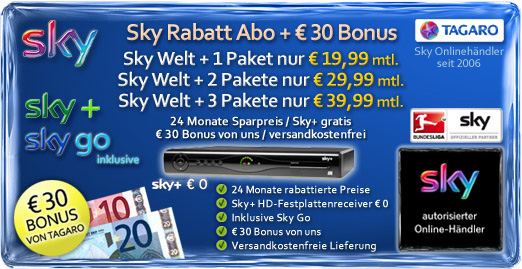 sky
Sky Rabatt Abo + € 30 Bonus
TAGARO
Sky Onlinehändler
seit 2006
Sky Welt + 1 Paket nur € 19,99 mtl.
Sky Welt + 2 Pakete nur € 29,99 mtl.
Sky Welt + 3 Pakete nur € 39,99 mtl.
sky +
sky go
inklusive
24 Monate Sparpreis / Sky+ gratis
€ 30 Bonus von uns / versandkostenfrei
BUNDESLIGA
sky
OFFIZIELLER PARTNER
sky+
sky+ € 0
24 Monate rabattierte Preise
Sky+ HD-Festplattenreceiver € 0
Inklusive Sky Go
€ 30 Bonus von uns
Versandkostenfreie Lieferung
€ 30
BONUS
VON TAGARO
10
20
sky
autorisierter
Online-Händler